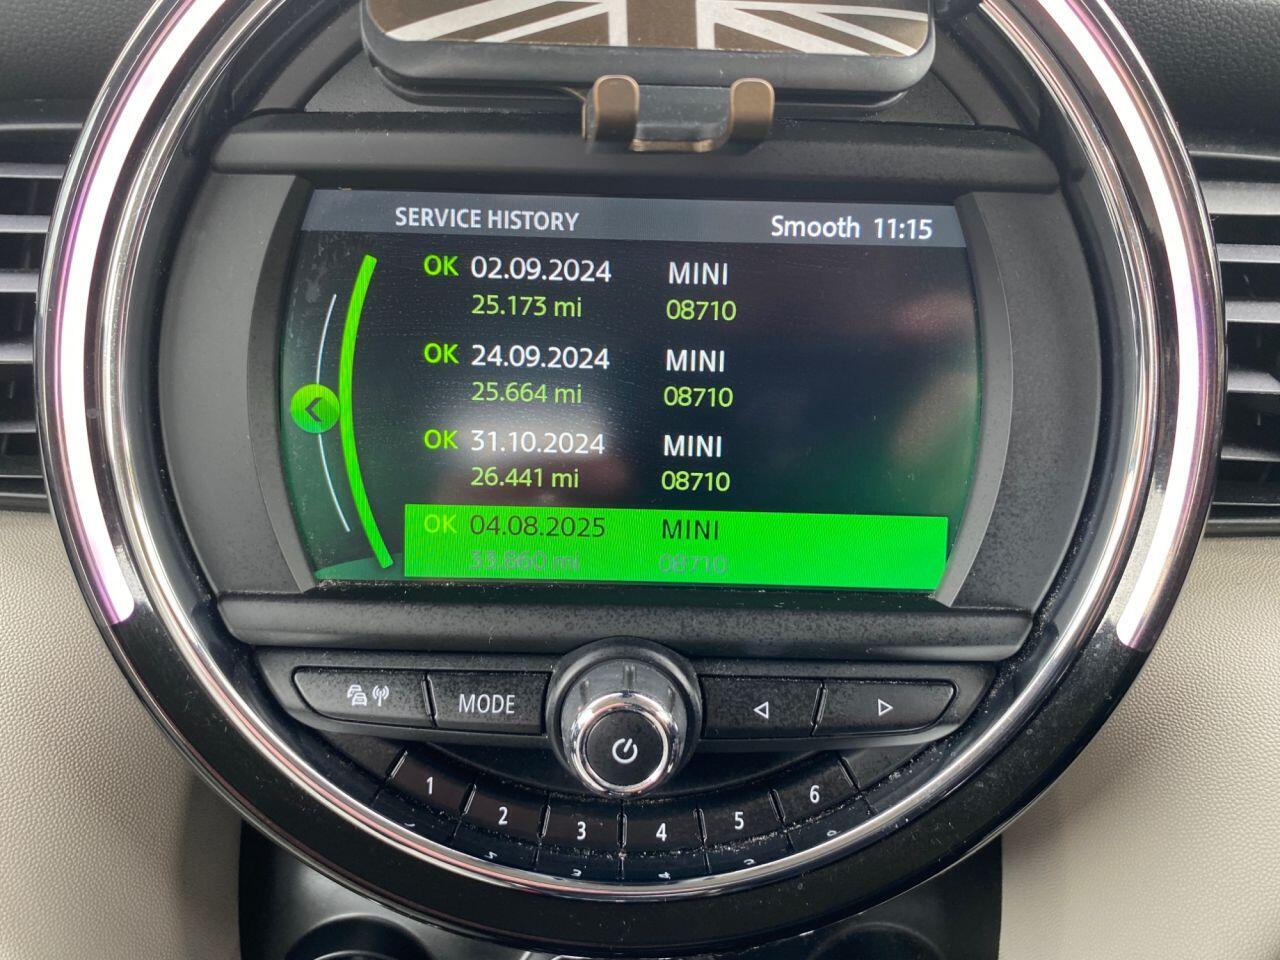 SERVICE HISTORY Smooth 11:15
OK 02.09.2024 MINI
25.173 mi 08710
OK 24.09.2024 MINI
25.664 mi 08710
OK 31.10.2024 MINI
26.441 mi 08710
OK 04.08.2025 MINI
33.860 mi 08710
MODE
1 2 3 4 5 6